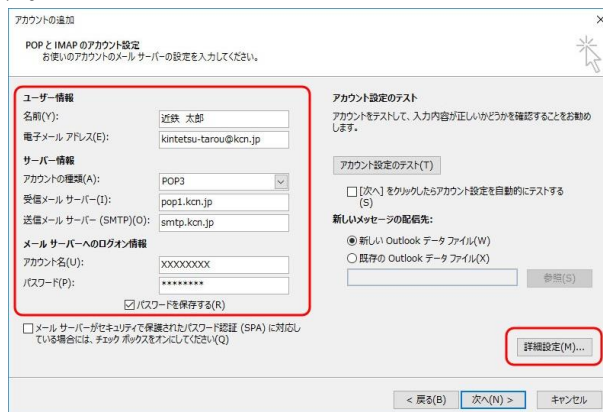 アカウントの追加
×
POP と IMAP のアカウント設定
お使いのアカウントのメール サーバーの設定を入力してください。
ユーザー情報
名前(Y):
近鉄 太郎
電子メール アドレス(E):
kintetsu-tarou@kcn.jp
サーバー情報
アカウントの種類(A):
POP3
受信メール サーバー(I):
pop1.kcn.jp
送信メール サーバー (SMTP)(O):
smtp.kcn.jp
メール サーバーへのログオン情報
アカウント名(U):
XXXXXXXX
パスワード(P):
********
パスワードを保存する(R)
メール サーバーがセキュリティで保護されたパスワード認証 (SPA) に対応し
ている場合には、チェック ボックスをオンにしてください(Q)
アカウント設定のテスト
アカウントをテストして、入力内容が正しいかどうかを確認することをお勧め
します。
アカウント設定のテスト(T)
[次へ] をクリックしたらアカウント設定を自動的にテストする
(S)
新しいメッセージの配信先:
新しい Outlook データ ファイル(W)
既存の Outlook データ ファイル(X)
参照(S)
詳細設定(M)...
< 戻る(B)
次へ(N) >
キャンセル